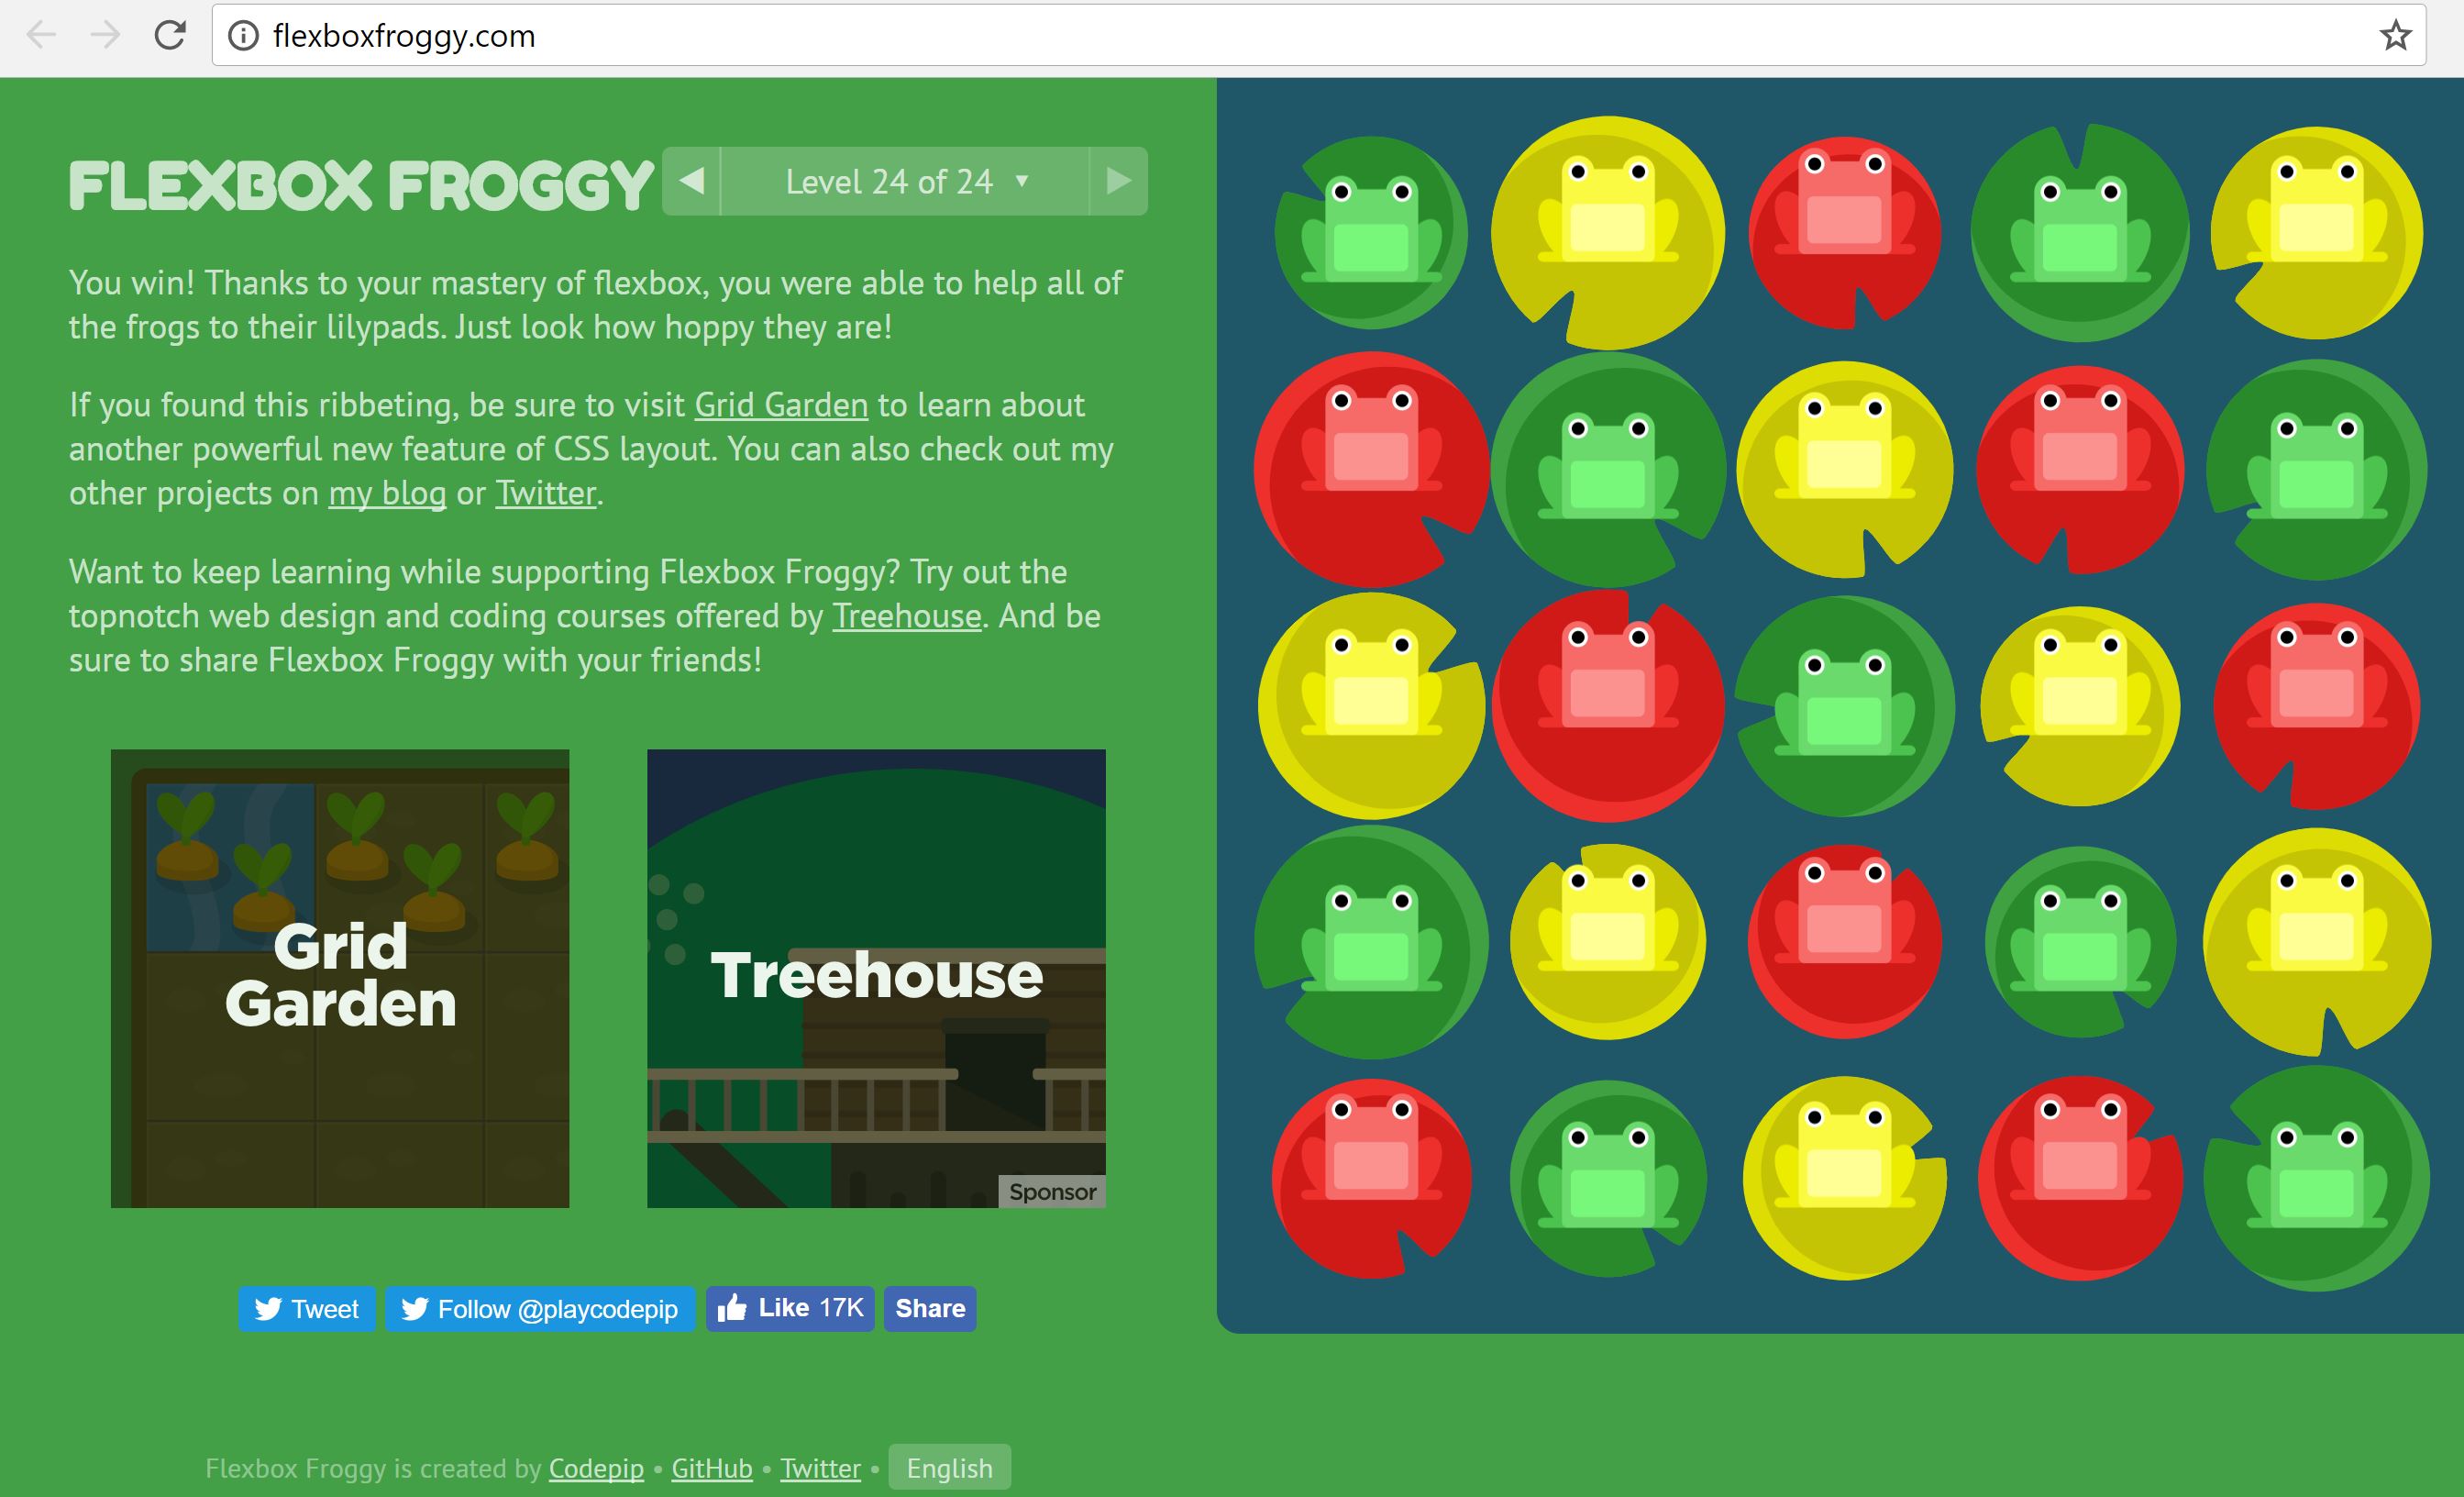 flexboxfroggy.com
FLEXBOX FROGGY
Level 24 of 24
You win! Thanks to your mastery of flexbox, you were able to help all of
the frogs to their lilypads. Just look how hoppy they are!
If you found this ribbeting, be sure to visit Grid Garden to learn about
another powerful new feature of CSS layout. You can also check out my
other projects on my blog or Twitter.
Want to keep learning while supporting Flexbox Froggy? Try out the
topnotch web design and coding courses offered by Treehouse. And be
sure to share Flexbox Froggy with your friends!
Grid
Garden
Treehouse
Sponsor
Tweet
Follow @playcodepip
Like 17K
Share
Flexbox Froggy is created by Codepip • GitHub • Twitter • English